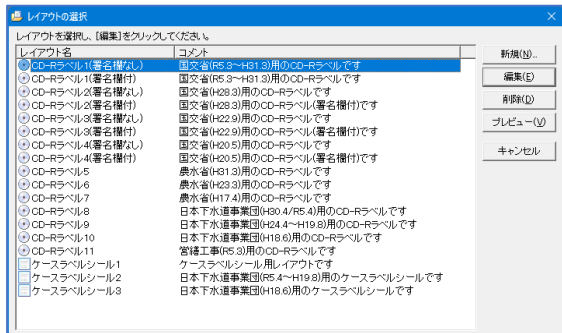 レイアウトの選択
レイアウトを選択し、[編集]をクリックしてください。
レイアウト名 コメント
CD-Rラベル1(署名欄なし) 国交省(R5.3~H31.3)用のCD-Rラベルです
CD-Rラベル1(署名欄付) 国交省(R5.3~H31.3)用のCD-Rラベルです
CD-Rラベル2(署名欄なし) 国交省(H28.3)用のCD-Rラベルです
CD-Rラベル2(署名欄付) 国交省(H28.3)用のCD-Rラベル(署名欄付)です
CD-Rラベル3(署名欄なし) 国交省(H22.9)用のCD-Rラベルです
CD-Rラベル3(署名欄付) 国交省(H22.9)用のCD-Rラベル(署名欄付)です
CD-Rラベル4(署名欄なし) 国交省(H20.5)用のCD-Rラベルです
CD-Rラベル4(署名欄付) 国交省(H20.5)用のCD-Rラベル(署名欄付)です
CD-Rラベル5 農水省(H31.3)用のCD-Rラベルです
CD-Rラベル6 農水省(H23.3)用のCD-Rラベルです
CD-Rラベル7 農水省(H17.4)用のCD-Rラベルです
CD-Rラベル8 日本下水道事業団(H30.4/R5.4)用のCD-Rラベルです
CD-Rラベル9 日本下水道事業団(H24.4~H19.8)用のCD-Rラベルです
CD-Rラベル10 日本下水道事業団(H18.6)用のCD-Rラベルです
CD-Rラベル11 営繕工事(R5.3)用のCD-Rラベルです
ケースラベルシール1 ケースラベルシール用レイアウトです
ケースラベルシール2 日本下水道事業団(R5.4~H19.8)用のケースラベルシールです
ケースラベルシール3 日本下水道事業団(H18.6)用のケースラベルシールです
新規(N)...
編集(E)
削除(D)
プレビュー(V)
キャンセル